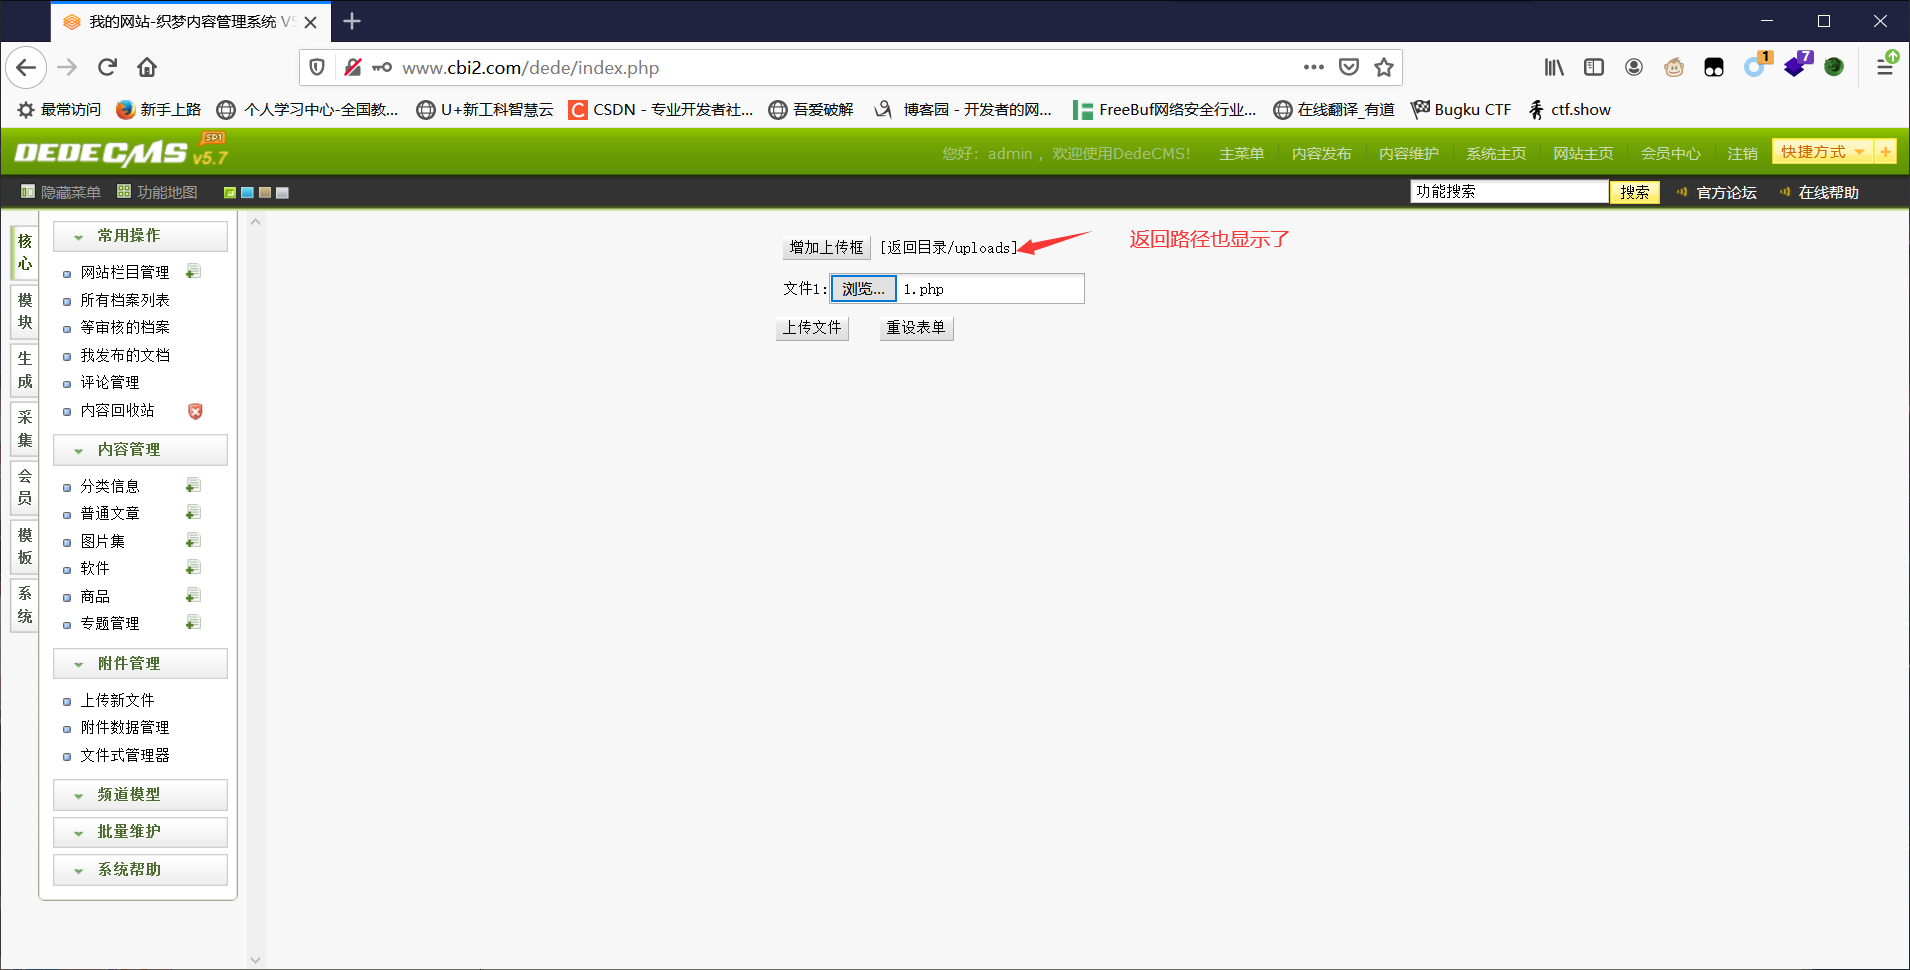 我的网站-织梦内容管理系统 V5
www.cbi2.com/dede/index.php
1
7
最常访问 新手上路 个人学习中心-全国教... U+新工科智慧云 CSDN - 专业开发者社... 吾爱破解 博客园 - 开发者的网... FreeBuf网络安全行业... 在线翻译_有道 Bugku CTF ctf.show
DEDECMS v5.7 SP1
您好：admin ，欢迎使用DedeCMS！ 主菜单 内容发布 内容维护 系统主页 网站主页 会员中心 注销 快捷方式 +
隐藏菜单 功能地图 功能搜索 搜索 官方论坛 在线帮助
核心
模块
生成
采集
会员
模板
系统
常用操作
网站栏目管理
所有档案列表
等审核的档案
我发布的文档
评论管理
内容回收站
内容管理
分类信息
普通文章
图片集
软件
商品
专题管理
附件管理
上传新文件
附件数据管理
文件式管理器
频道模型
批量维护
系统帮助
增加上传框 [返回目录/uploads] 返回路径也显示了
文件1: 浏览... 1.php
上传文件 重设表单